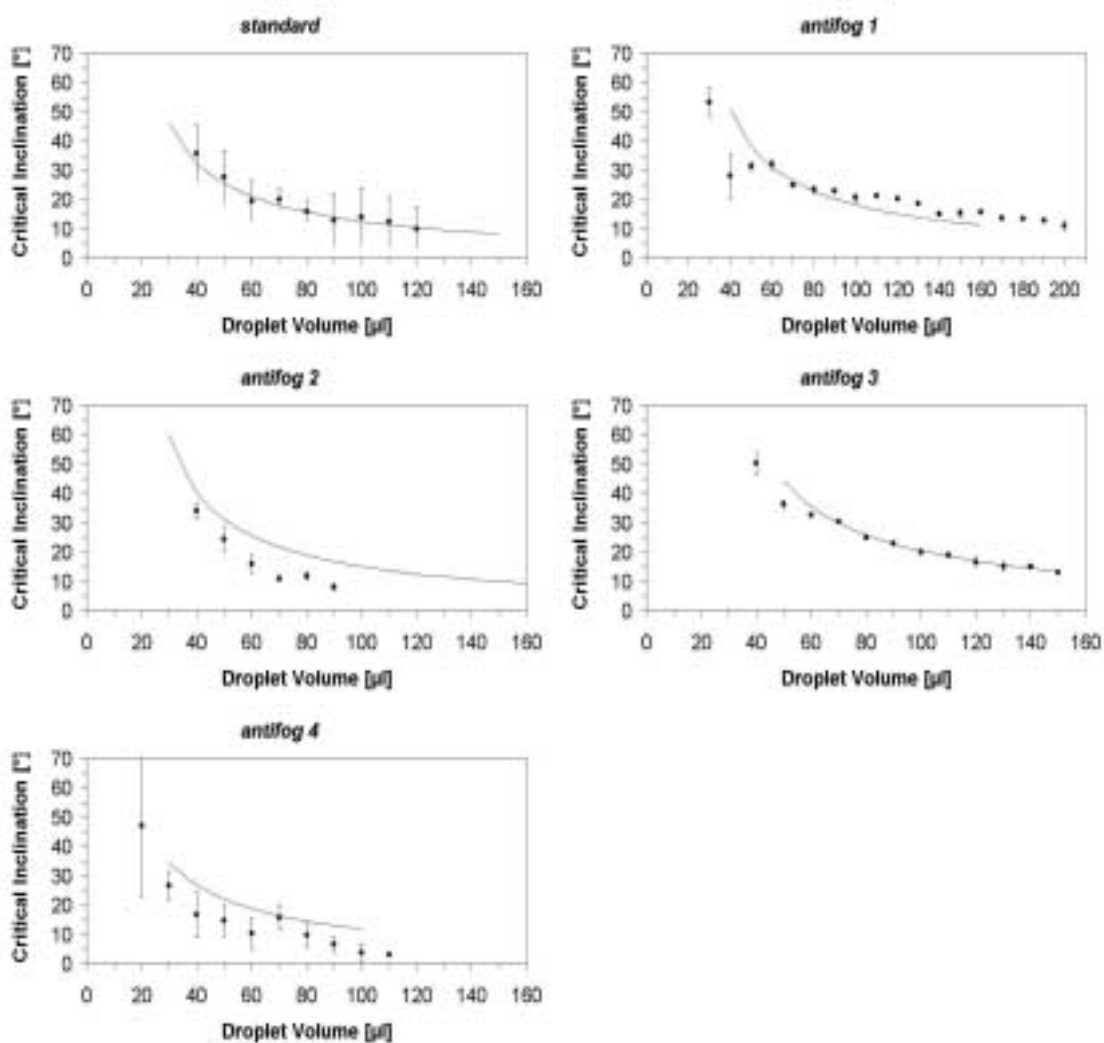 standard
Critical Inclination [°]
70
60
50
40
30
20
10
0
0 20 40 60 80 100 120 140 160
Droplet Volume [µl]
antifog 1
Critical Inclination [°]
70
60
50
40
30
20
10
0
0 20 40 60 80 100 120 140 160 180 200
Droplet Volume [µl]
antifog 2
Critical Inclination [°]
70
60
50
40
30
20
10
0
0 20 40 60 80 100 120 140 160
Droplet Volume [µl]
antifog 3
Critical Inclination [°]
70
60
50
40
30
20
10
0
0 20 40 60 80 100 120 140 160
Droplet Volume [µl]
antifog 4
Critical Inclination [°]
70
60
50
40
30
20
10
0
0 20 40 60 80 100 120 140 160
Droplet Volume [µl]